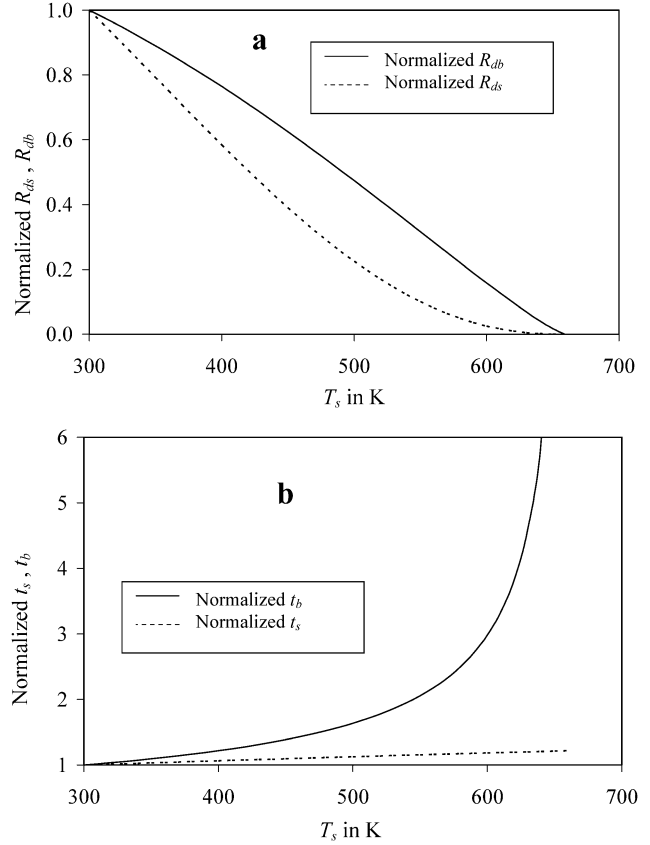 1.0
0.8
0.6
0.4
0.2
0.0
Normalized R_ds , R_db
a
Normalized R_db
Normalized R_ds
300 400 500 600 700
T_s in K
6
5
4
3
2
1
Normalized t_s , t_b
b
Normalized t_b
Normalized t_s
300 400 500 600 700
T_s in K